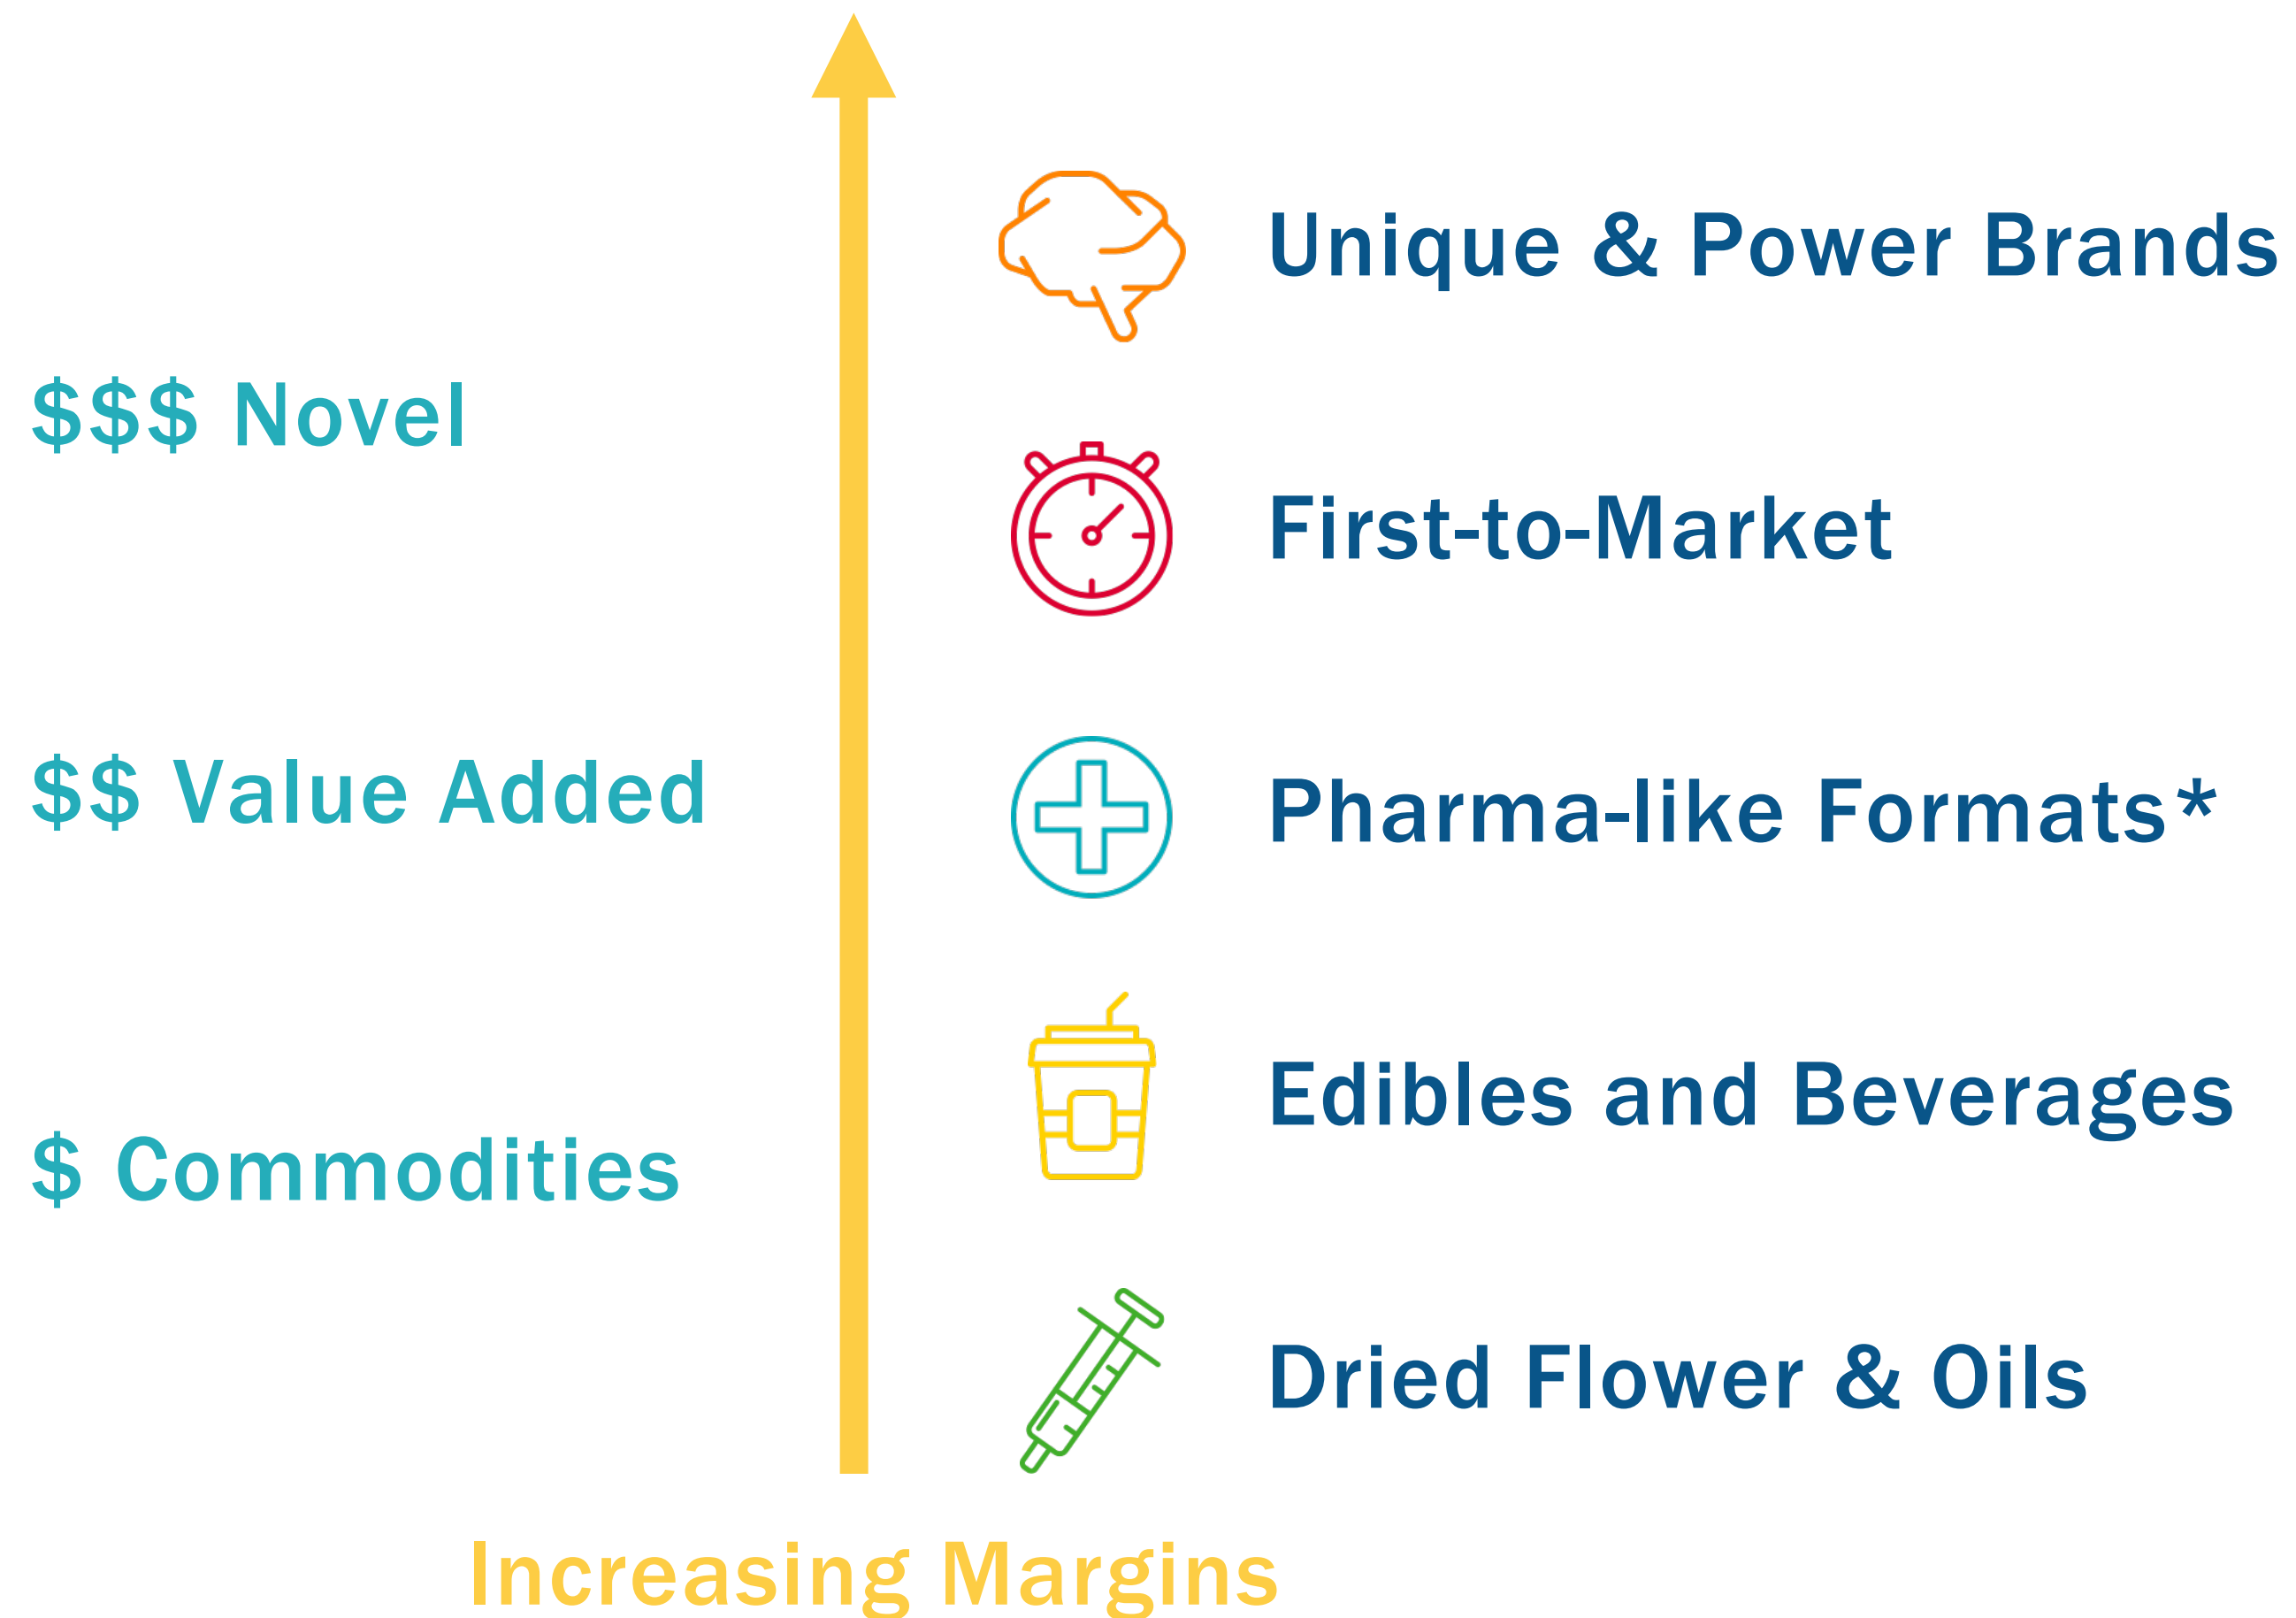 Unique & Power Brands
$$$ Novel
First-to-Market
$$ Value Added
Pharma-like Formats*
Edibles and Beverages
$ Commodities
Dried Flower & Oils
Increasing Margins